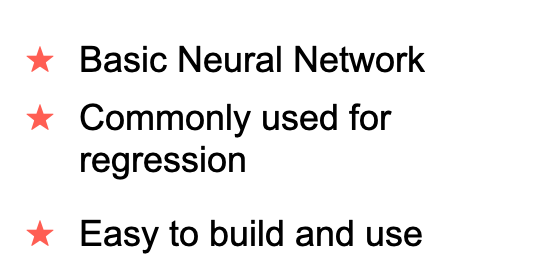 Basic Neural Network
Commonly used for
regression
Easy to build and use